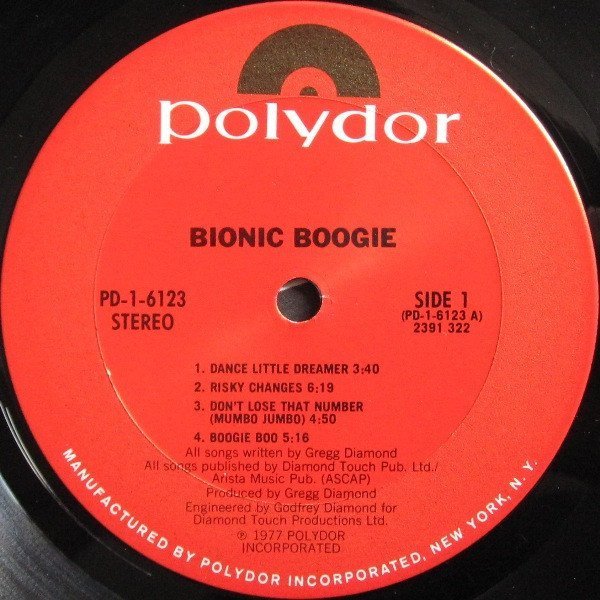 polydor
BIONIC BOOGIE
PD-1-6123
STEREO
SIDE 1
(PD-1-6123 A)
2391 322
1. DANCE LITTLE DREAMER 3:40
2. RISKY CHANGES 6:19
3. DON'T LOSE THAT NUMBER
(MUMBO JUMBO) 4:50
4. BOOGIE BOO 5:16
All songs written by Gregg Diamond
All songs published by Diamond Touch Pub. Ltd./
Arista Music Pub. (ASCAP)
Produced by Gregg Diamond
Engineered by Godfrey Diamond for
Diamond Touch Productions Ltd.
℗ 1977 POLYDOR
INCORPORATED
MANUFACTURED BY POLYDOR INCORPORATED, NEW YORK, N. Y.